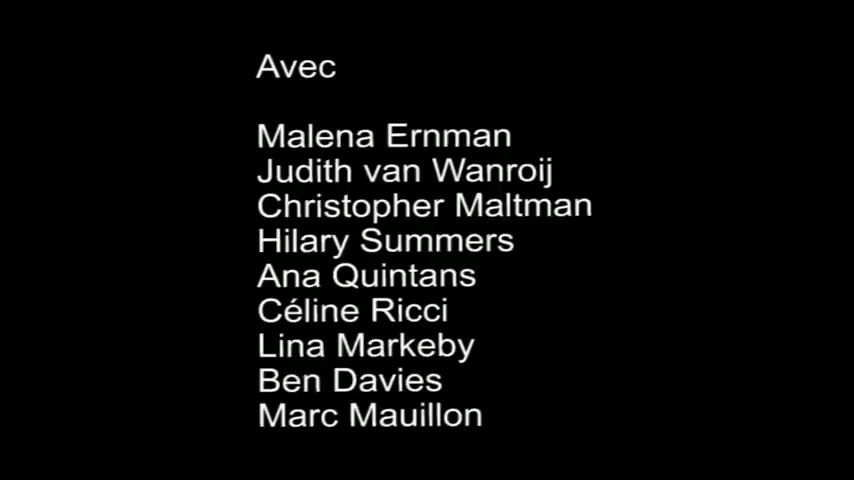 Avec
Malena Ernman
Judith van Wanroij
Christopher Maltman
Hilary Summers
Ana Quintans
Céline Ricci
Lina Markeby
Ben Davies
Marc Mauillon